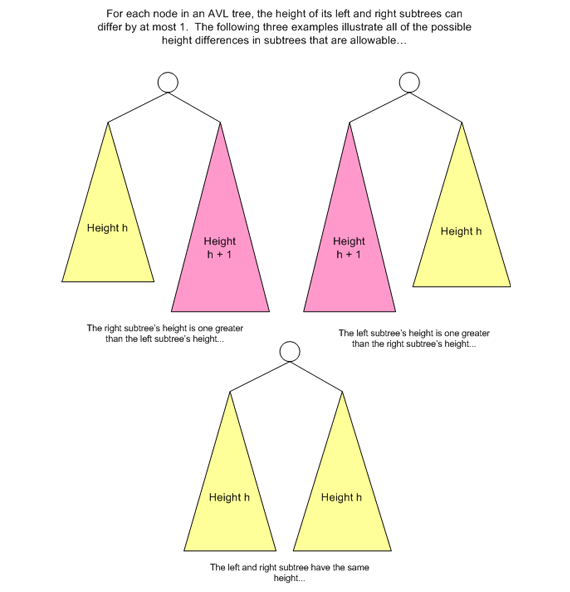 For each node in an AVL tree, the height of its left and right subtrees can
differ by at most 1.  The following three examples illustrate all of the possible
height differences in subtrees that are allowable…
Height h
Height
h + 1
Height
h + 1
Height h
The right subtree's height is one greater
than the left subtree's height...
The left subtree's height is one greater
than the right subtree's height...
Height h
Height h
The left and right subtree have the same
height...